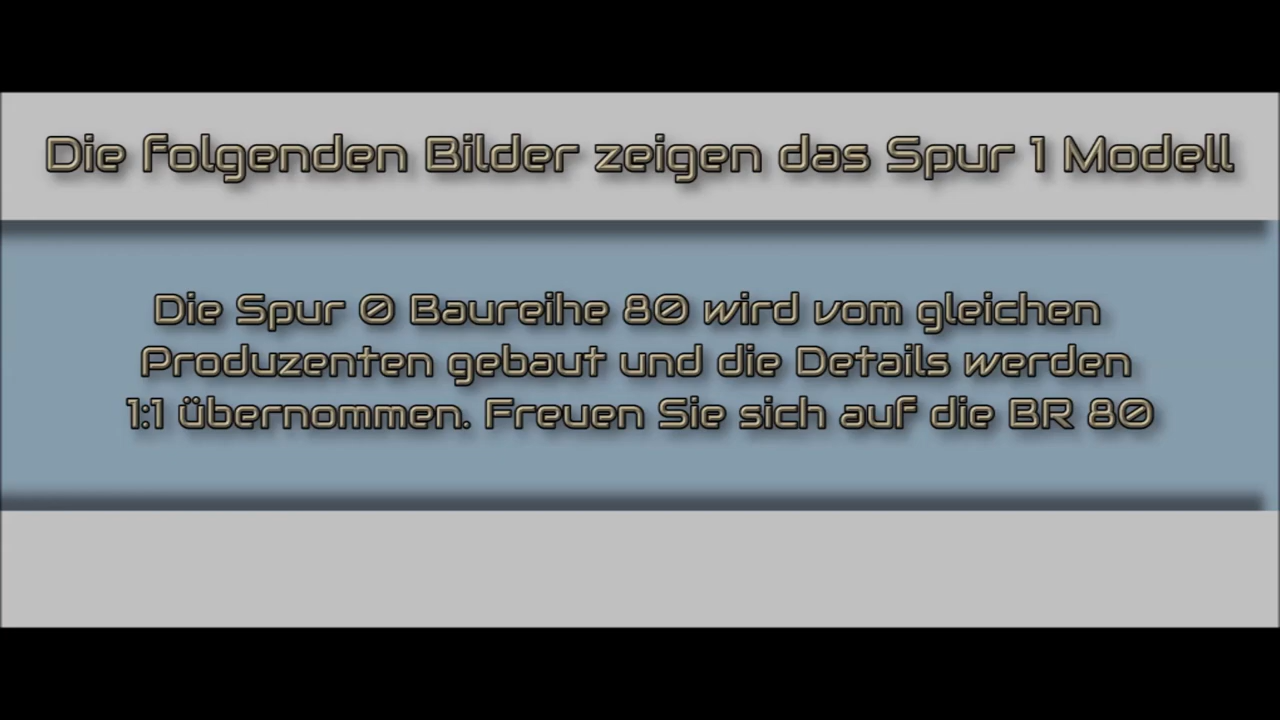 Die folgenden Bilder zeigen das Spur 1 Modell
Die Spur 0 Baureihe 80 wird vom gleichen
Produzenten gebaut und die Details werden
1:1 übernommen. Freuen Sie sich auf die BR 80